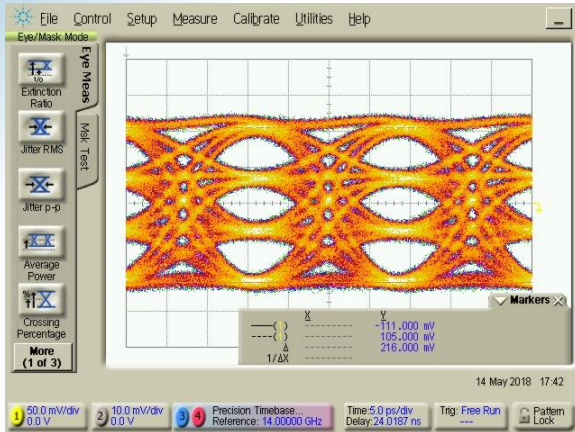 File Control Setup Measure Calibrate Utilities Help
Eye/Mask Mode
Eye Meas
Msk Test
Extinction
Ratio
Jitter RMS
Jitter p-p
Average
Power
Crossing
Percentage
More
(1 of 3)
Markers
X Y
-111.000 mV
105.000 mV
Δ 216.000 mV
1/ΔX
14 May 2018 17:42
1 50.0 mV/div
0.0 V
2 10.0 mV/div
0.0 V
3 4 Precision Timebase...
Reference: 14.00000 GHz
Time:5.0 ps/div
Delay:24.0187 ns
Trig: Free Run
---
Pattern
Lock